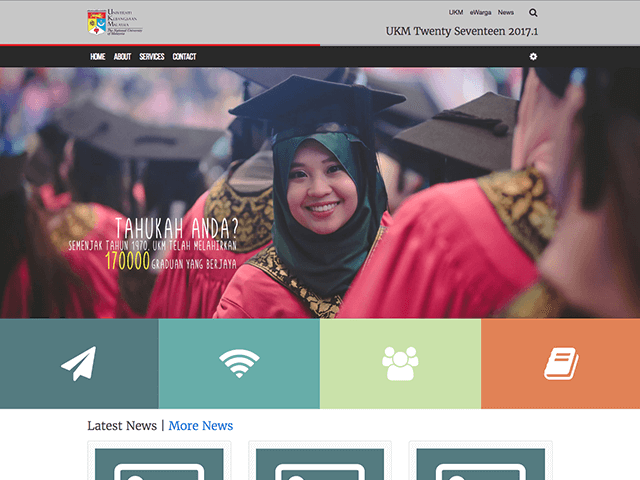 Universiti
Kebangsaan
Malaysia
The National University
of Malaysia
UKM eWarga News
UKM Twenty Seventeen 2017.1
HOME ABOUT SERVICES CONTACT
TAHUKAH ANDA?
SEMENJAK TAHUN 1970, UKM TELAH MELAHIRKAN
170000 GRADUAN YANG BERJAYA
Latest News | More News